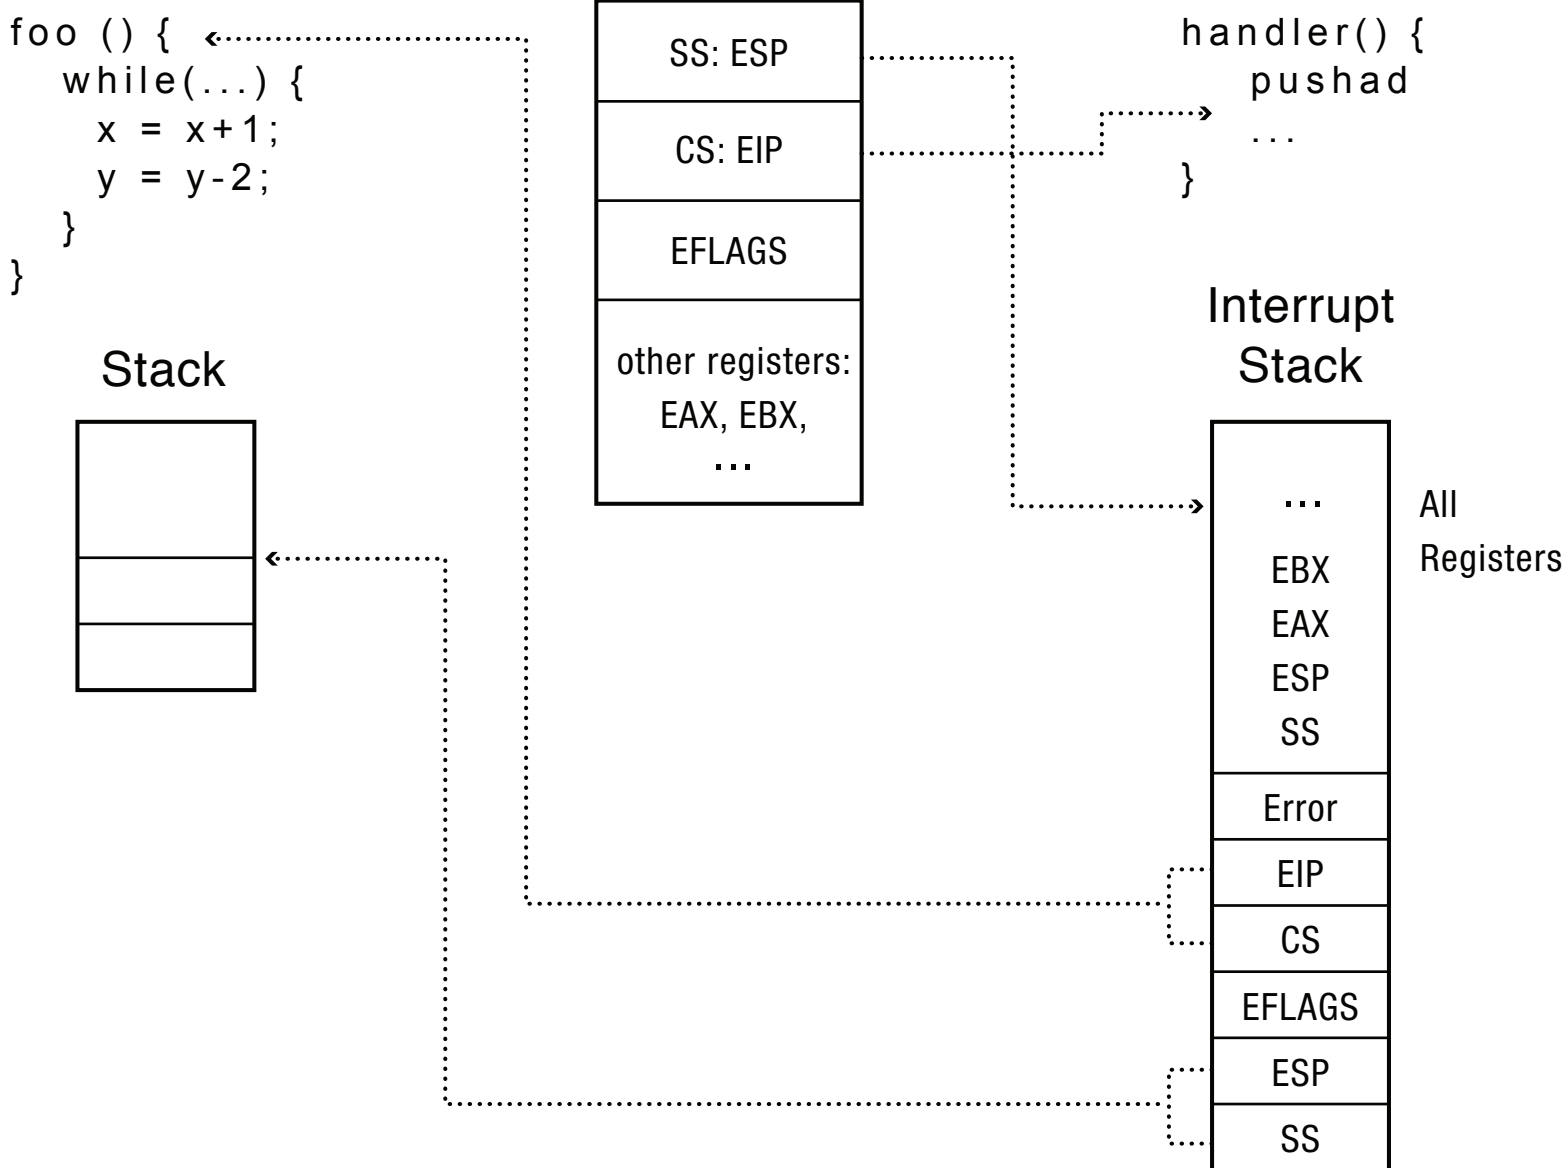 foo () {
while(...) {
x = x+1;
y = y-2;
}
}
Stack
SS: ESP
CS: EIP
EFLAGS
other registers:
EAX, EBX,
...
handler() {
pushad
...
}
Interrupt
Stack
...
EBX
EAX
ESP
SS
Error
EIP
CS
EFLAGS
ESP
SS
All
Registers